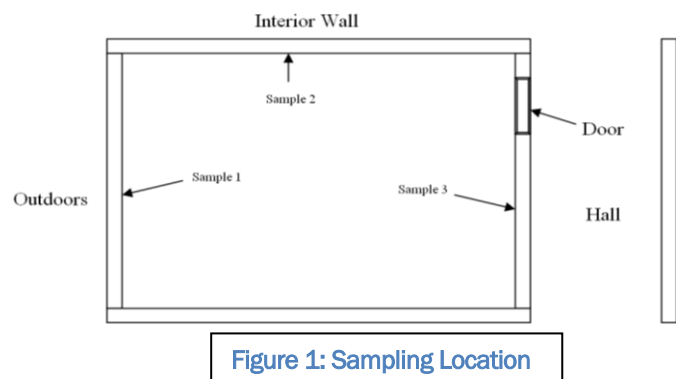 Interior Wall
Sample 2
Door
Sample 1
Sample 3
Outdoors
Hall
Figure 1: Sampling Location